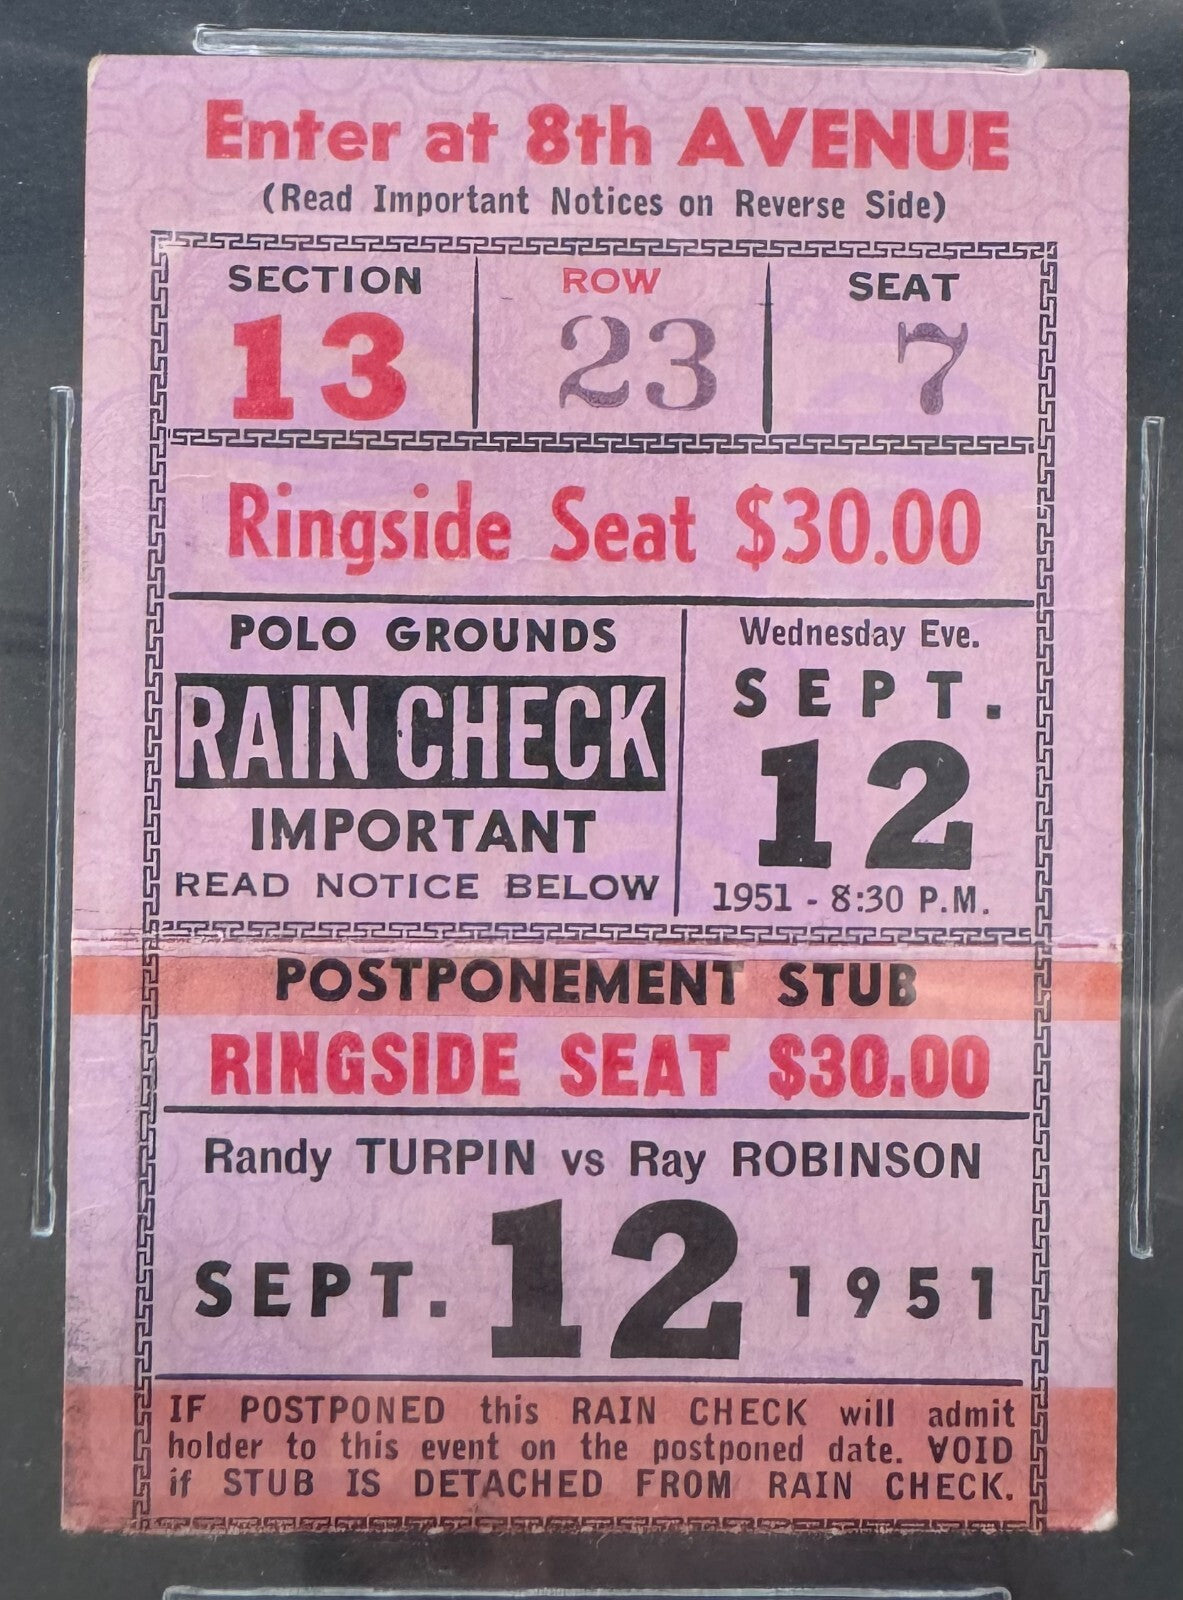 Enter at 8th AVENUE
(Read Important Notices on Reverse Side)
SECTION ROW SEAT
13 23 7
Ringside Seat $30.00
POLO GROUNDS
RAIN CHECK
IMPORTANT
READ NOTICE BELOW
Wednesday Eve.
SEPT.
12
1951 - 8:30 P.M.
POSTPONEMENT STUB
RINGSIDE SEAT $30.00
Randy TURPIN vs Ray ROBINSON
SEPT. 12 1951
IF POSTPONED this RAIN CHECK will admit
holder to this event on the postponed date. VOID
if STUB IS DETACHED FROM RAIN CHECK.